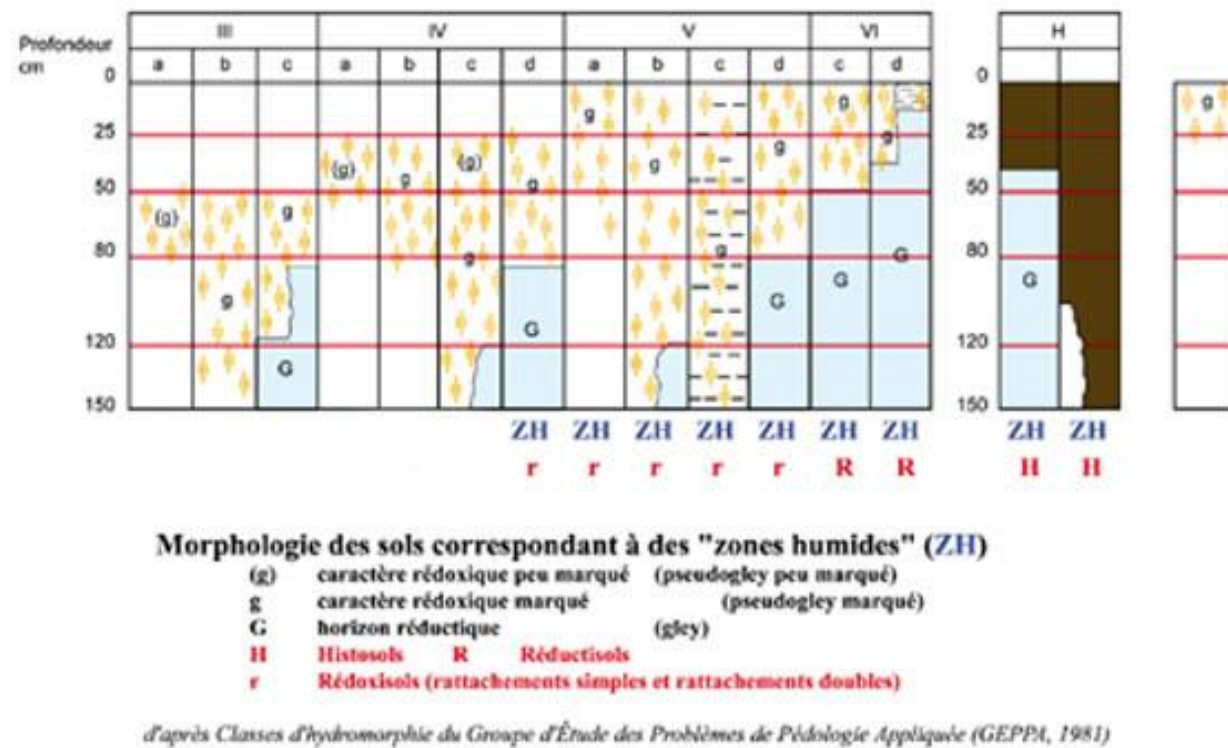 III IV V VI H
Profondeur
cm
a b c a b c d a b c d c d
0 0
g g g
25 25
(g) g (g) g g g g
50 50
(g) g
80 80
g g G
g G G G G
120 120
G
150 150
ZH ZH ZH ZH ZH ZH ZH ZH ZH
r r r r r R R H H
Morphologie des sols correspondant à des "zones humides" (ZH)
(g) caractère rédoxique peu marqué (pseudogley peu marqué)
g caractère rédoxique marqué (pseudogley marqué)
G horizon réductique (gley)
H Histosols R Réductisols
r Rédoxisols (rattachements simples et rattachements doubles)
d'après Classes d'hydromorphie du Groupe d'Étude des Problèmes de Pédologie Appliquée (GEPPA, 1981)